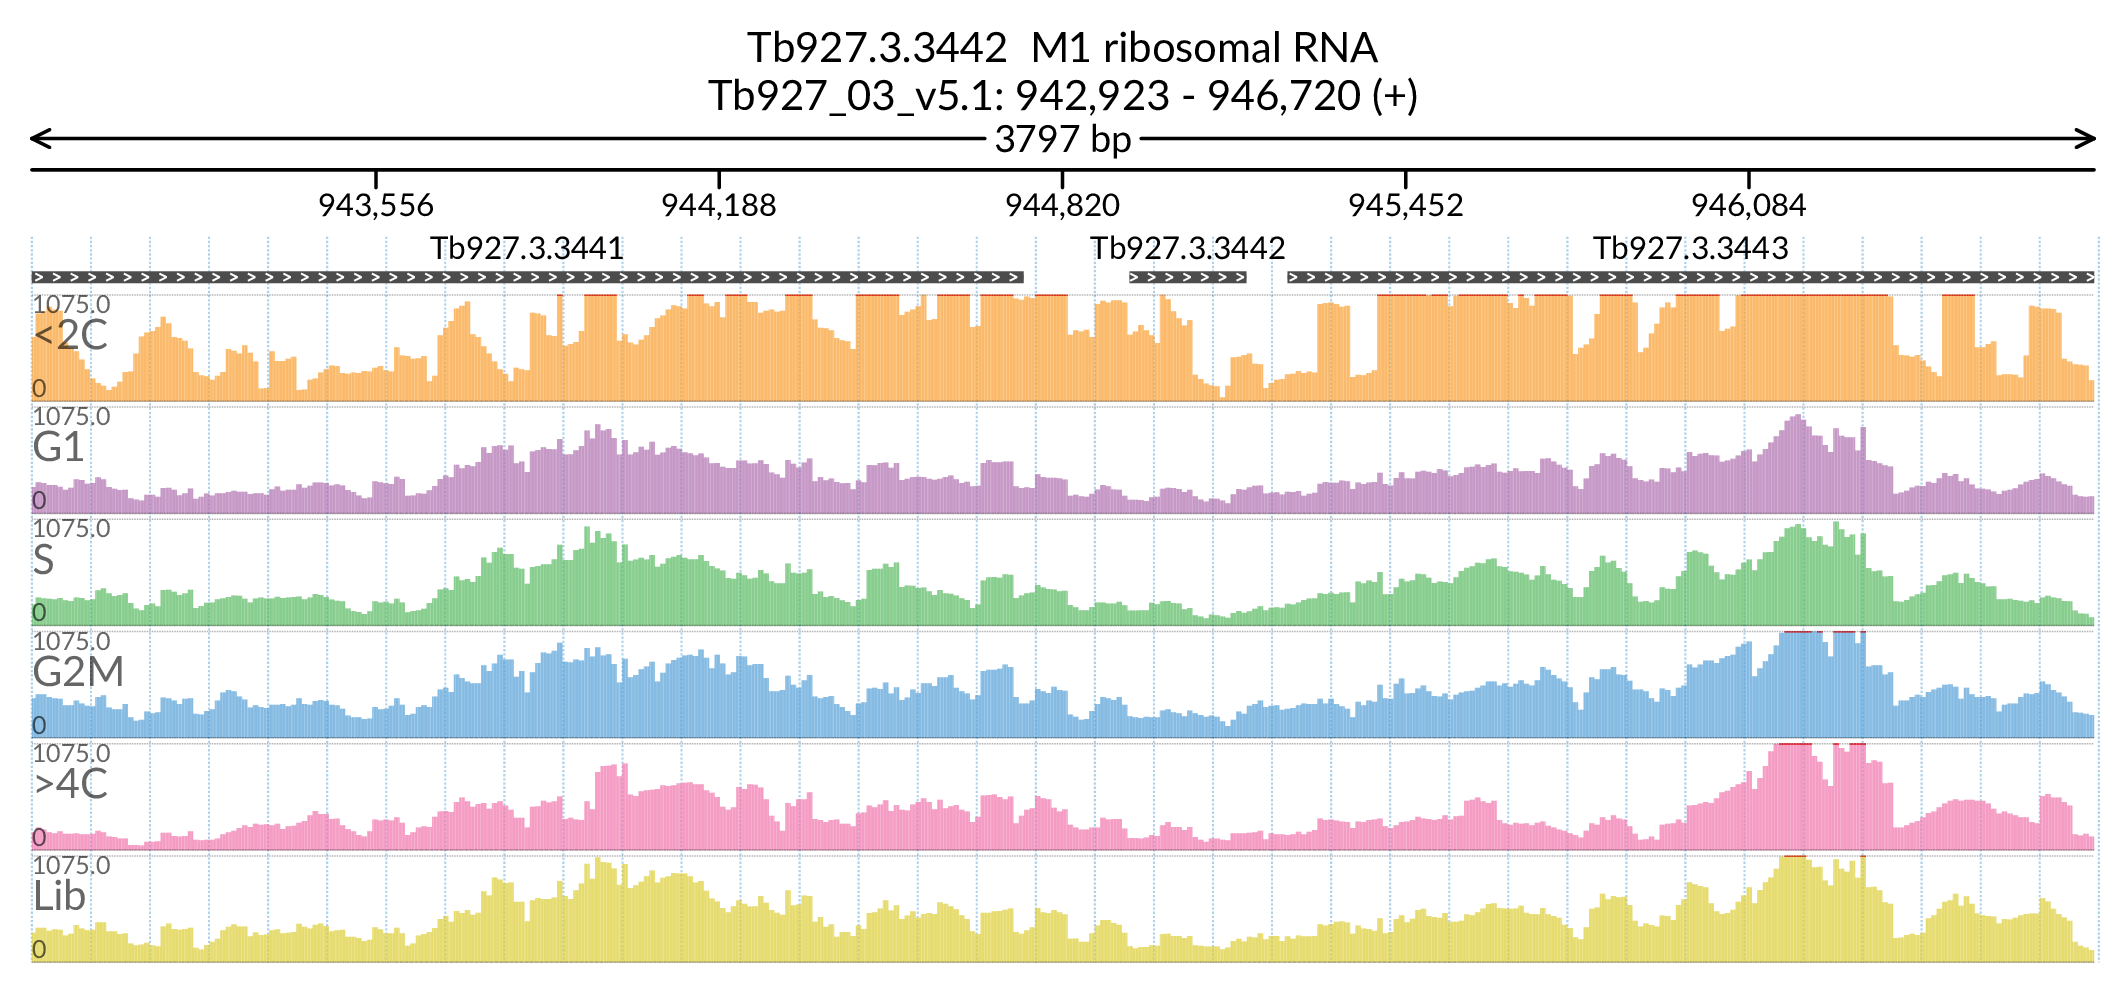 Tb927.3.3442 M1 ribosomal RNA
Tb927_03_v5.1: 942,923 - 946,720 (+)
3797 bp
943,556 944,188 944,820 945,452 946,084
Tb927.3.3441 Tb927.3.3442 Tb927.3.3443
1075.0
<2C
0
1075.0
G1
0
1075.0
S
0
1075.0
G2M
0
1075.0
>4C
0
1075.0
Lib
0